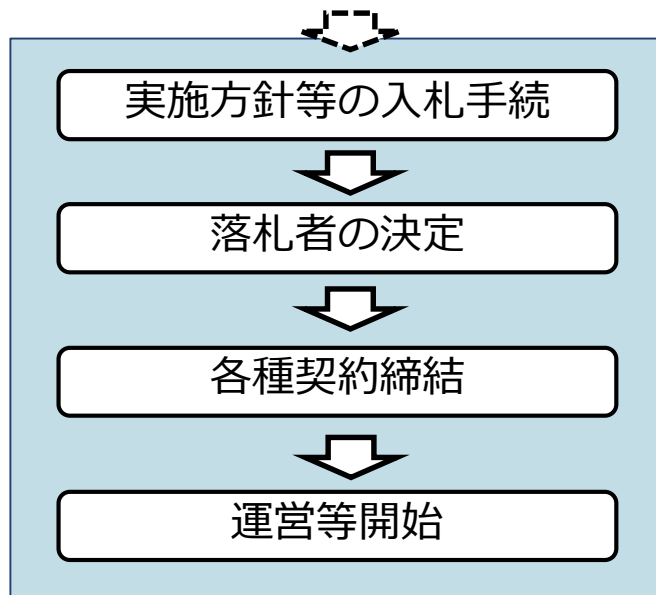 実施方針等の入札手続
落札者の決定
各種契約締結
運営等開始